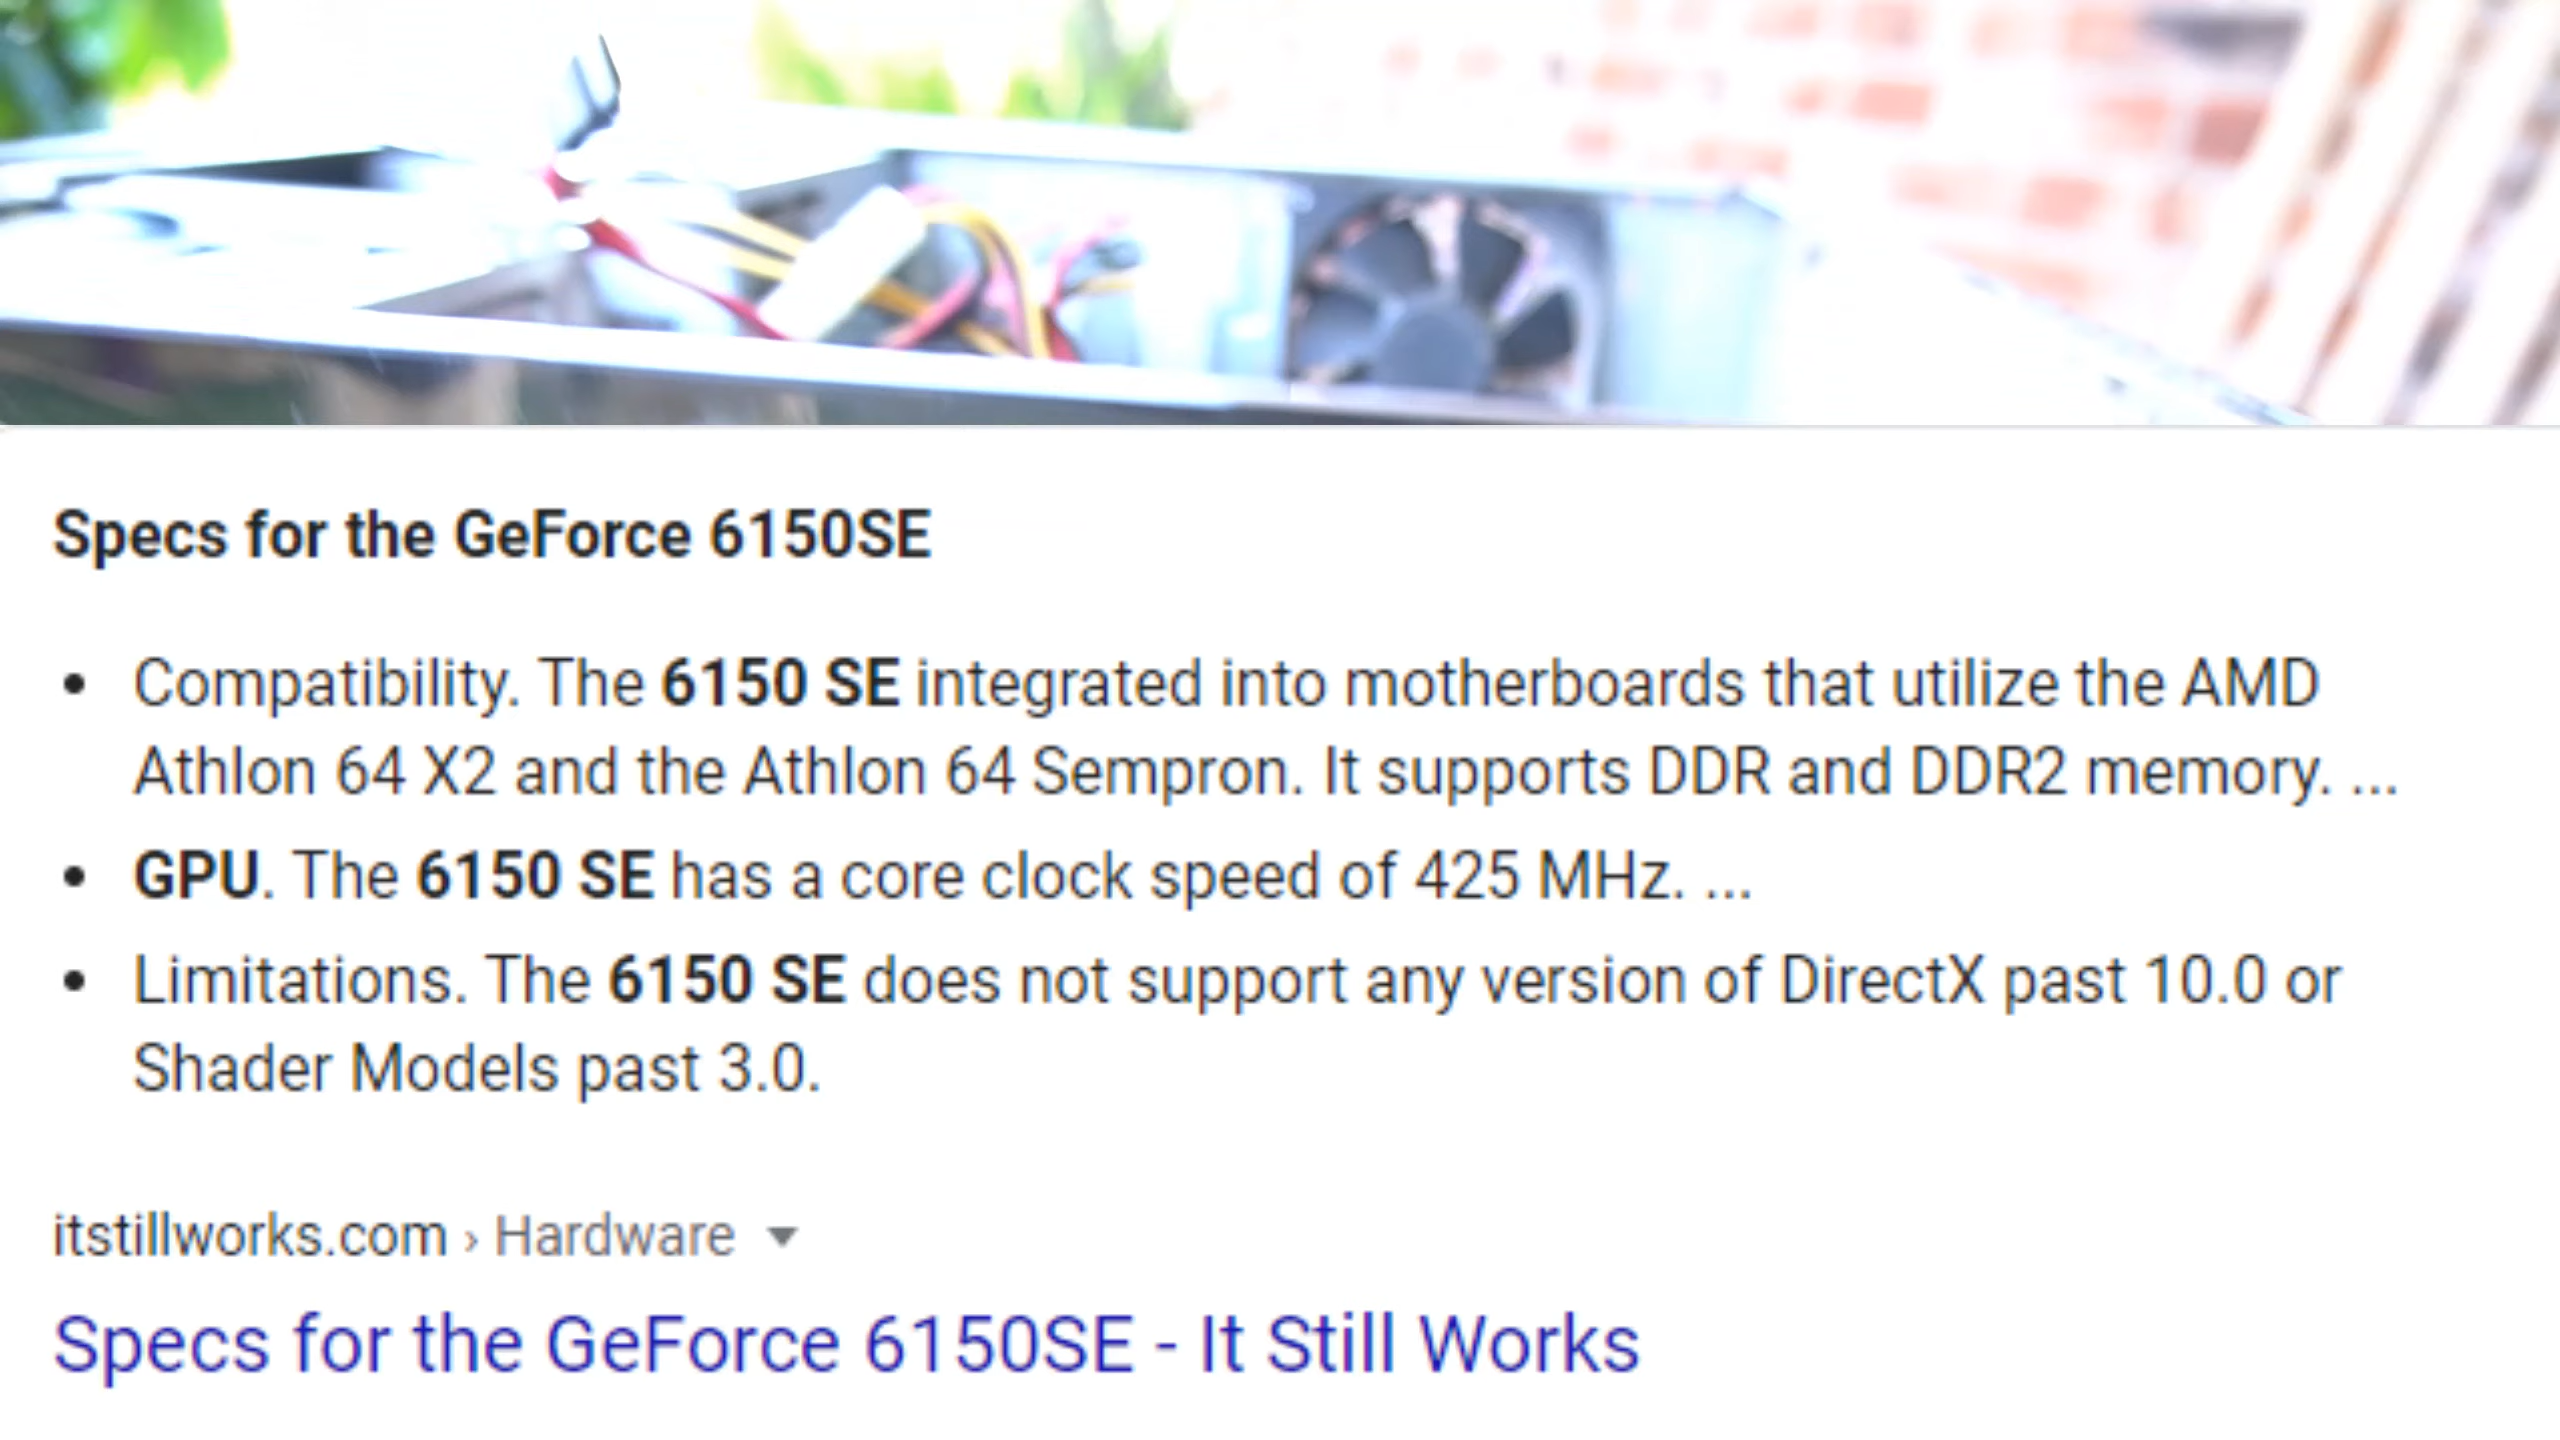 Specs for the GeForce 6150SE
• Compatibility. The 6150 SE integrated into motherboards that utilize the AMD
Athlon 64 X2 and the Athlon 64 Sempron. It supports DDR and DDR2 memory. ...
• GPU. The 6150 SE has a core clock speed of 425 MHz. ...
• Limitations. The 6150 SE does not support any version of DirectX past 10.0 or
Shader Models past 3.0.
itstillworks.com › Hardware
Specs for the GeForce 6150SE - It Still Works